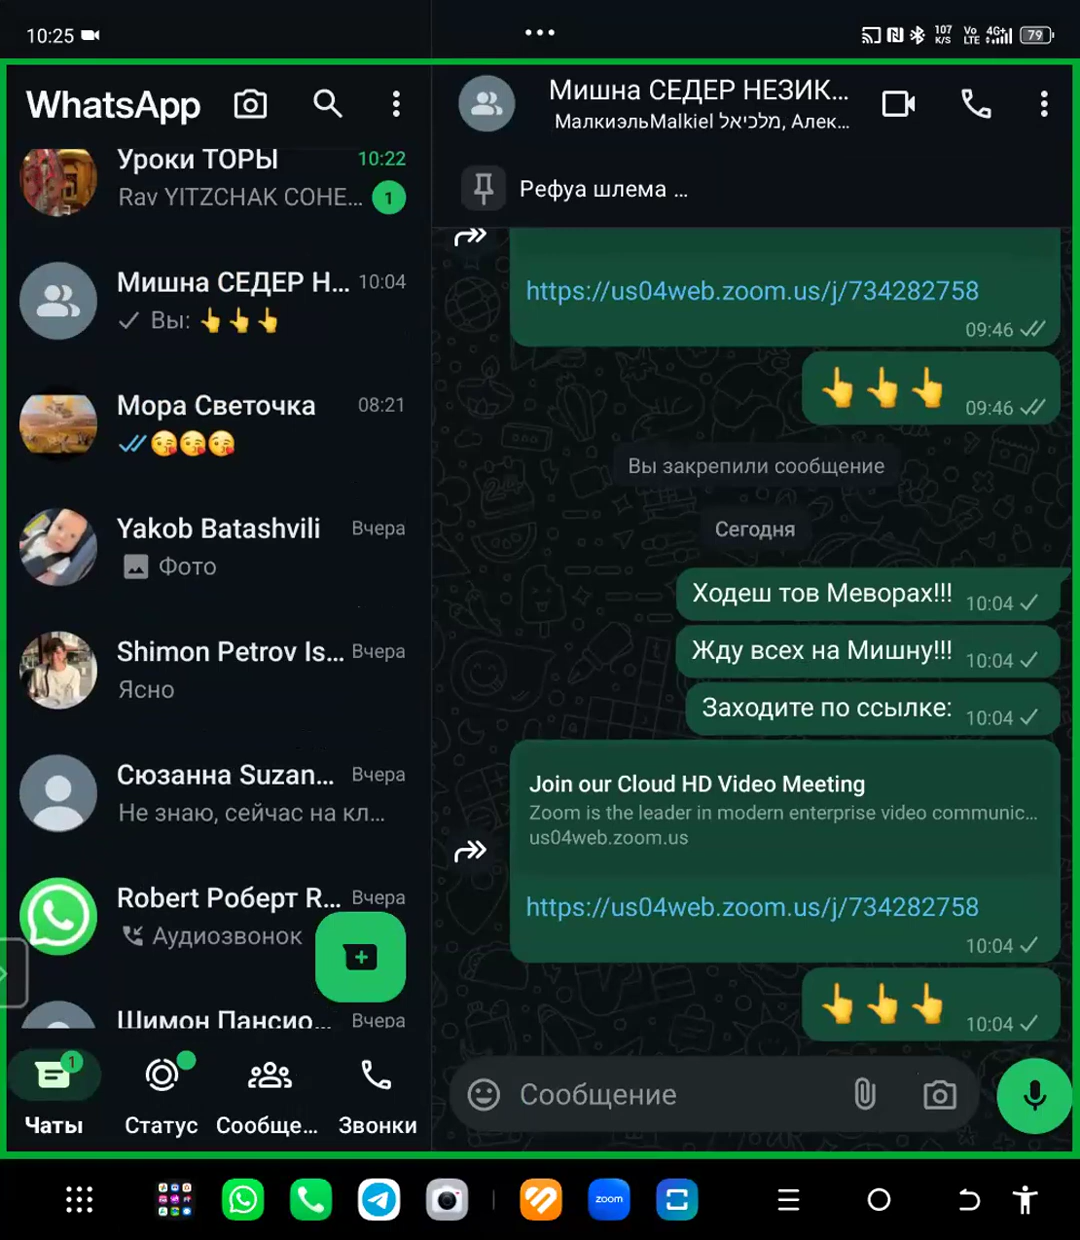 10:25
107 K/S Vo LTE 4G+ 79
WhatsApp
Уроки ТОРЫ 10:22
Rav YITZCHAK COHE... 1
Мишна СЕДЕР Н... 10:04
Вы: 👆👆👆
Мора Светочка 08:21
😘😘😘
Yakob Batashvili Вчера
Фото
Shimon Petrov Is... Вчера
Ясно
Сюзанна Suzan... Вчера
Не знаю, сейчас на кл...
Robert Роберт R... Вчера
Аудиозвонок
Шимон Пансио... Вчера
1
Чаты Статус Сообще... Звонки
Мишна СЕДЕР НЕЗИК...
МалкиэльMalkiel מלכיאל, Алек...
Рефуа шлема ...
https://us04web.zoom.us/j/734282758
09:46
👆👆👆 09:46
Вы закрепили сообщение
Сегодня
Ходеш тов Меворах!!! 10:04
Жду всех на Мишну!!! 10:04
Заходите по ссылке: 10:04
Join our Cloud HD Video Meeting
Zoom is the leader in modern enterprise video communic...
us04web.zoom.us
https://us04web.zoom.us/j/734282758
10:04
👆👆👆 10:04
Сообщение
zoom